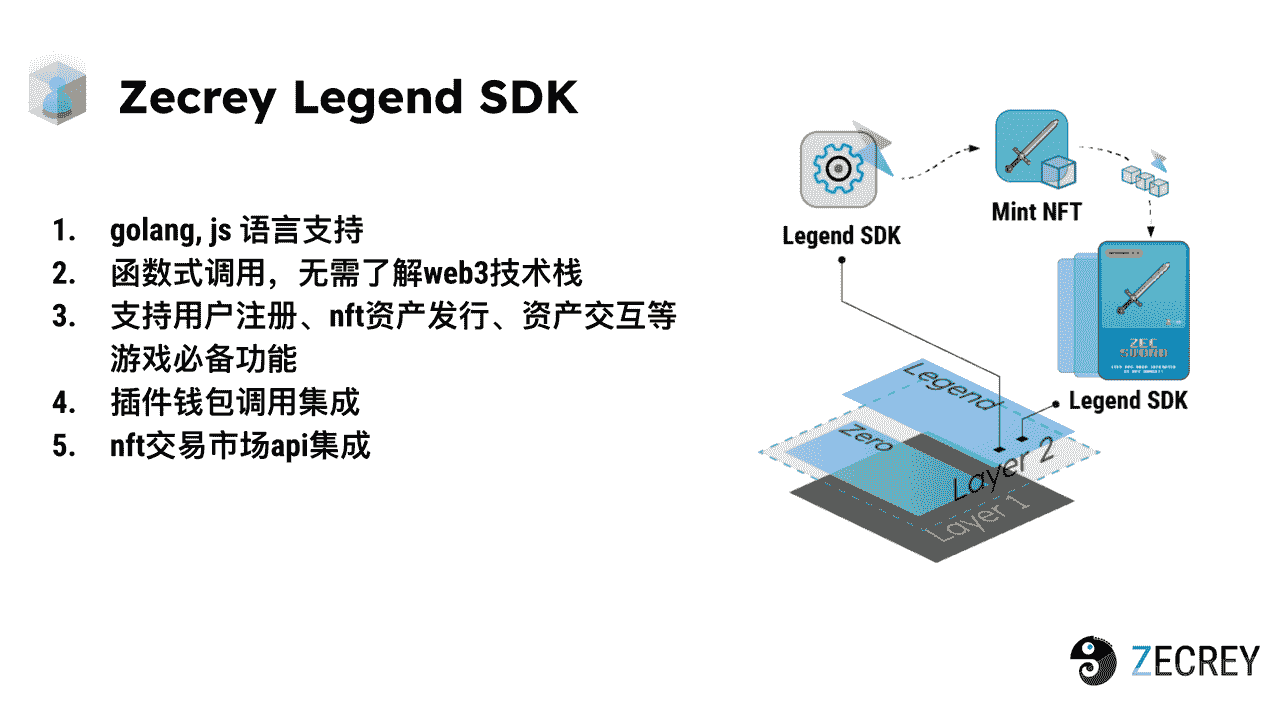 Zecrey Legend SDK
1. golang, js 语言支持
2. 函数式调用，无需了解web3技术栈
3. 支持用户注册、nft资产发行、资产交互等
游戏必备功能
4. 插件钱包调用集成
5. nft交易市场api集成
Legend SDK
Mint NFT
ZEC
Legend SDK
Legend
Zero
Layer 2
Layer 1
ZECREY